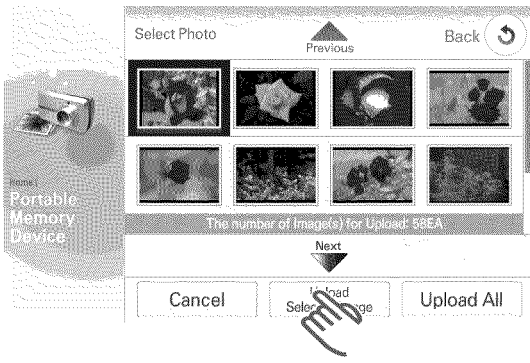 Select Photo
Previous
Back
Home /
Portable
Memory
Device
The number of Image(s) for Upload: 58EA
Next
Cancel
Upload
Upload All